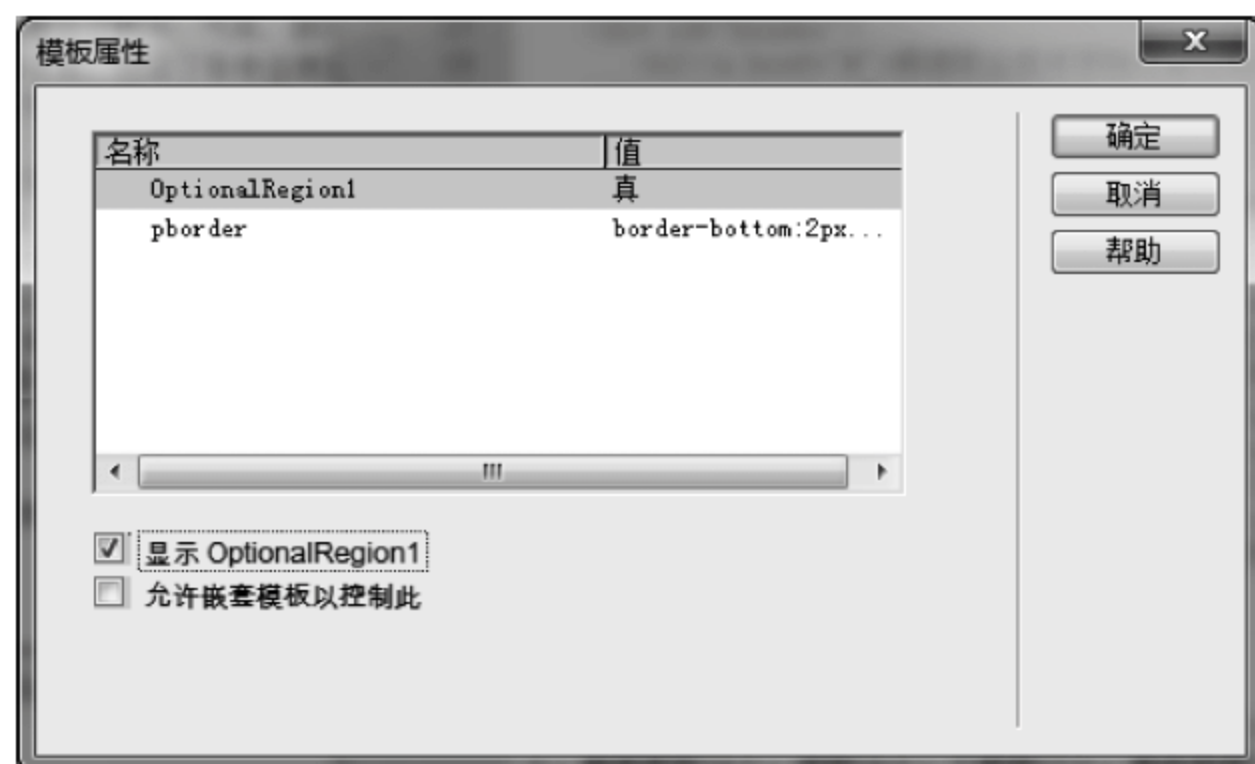 模板属性
名称 值
OptionalRegion1 真
pborder border-bottom:2px...
显示 OptionalRegion1
允许嵌套模板以控制此
确定
取消
帮助